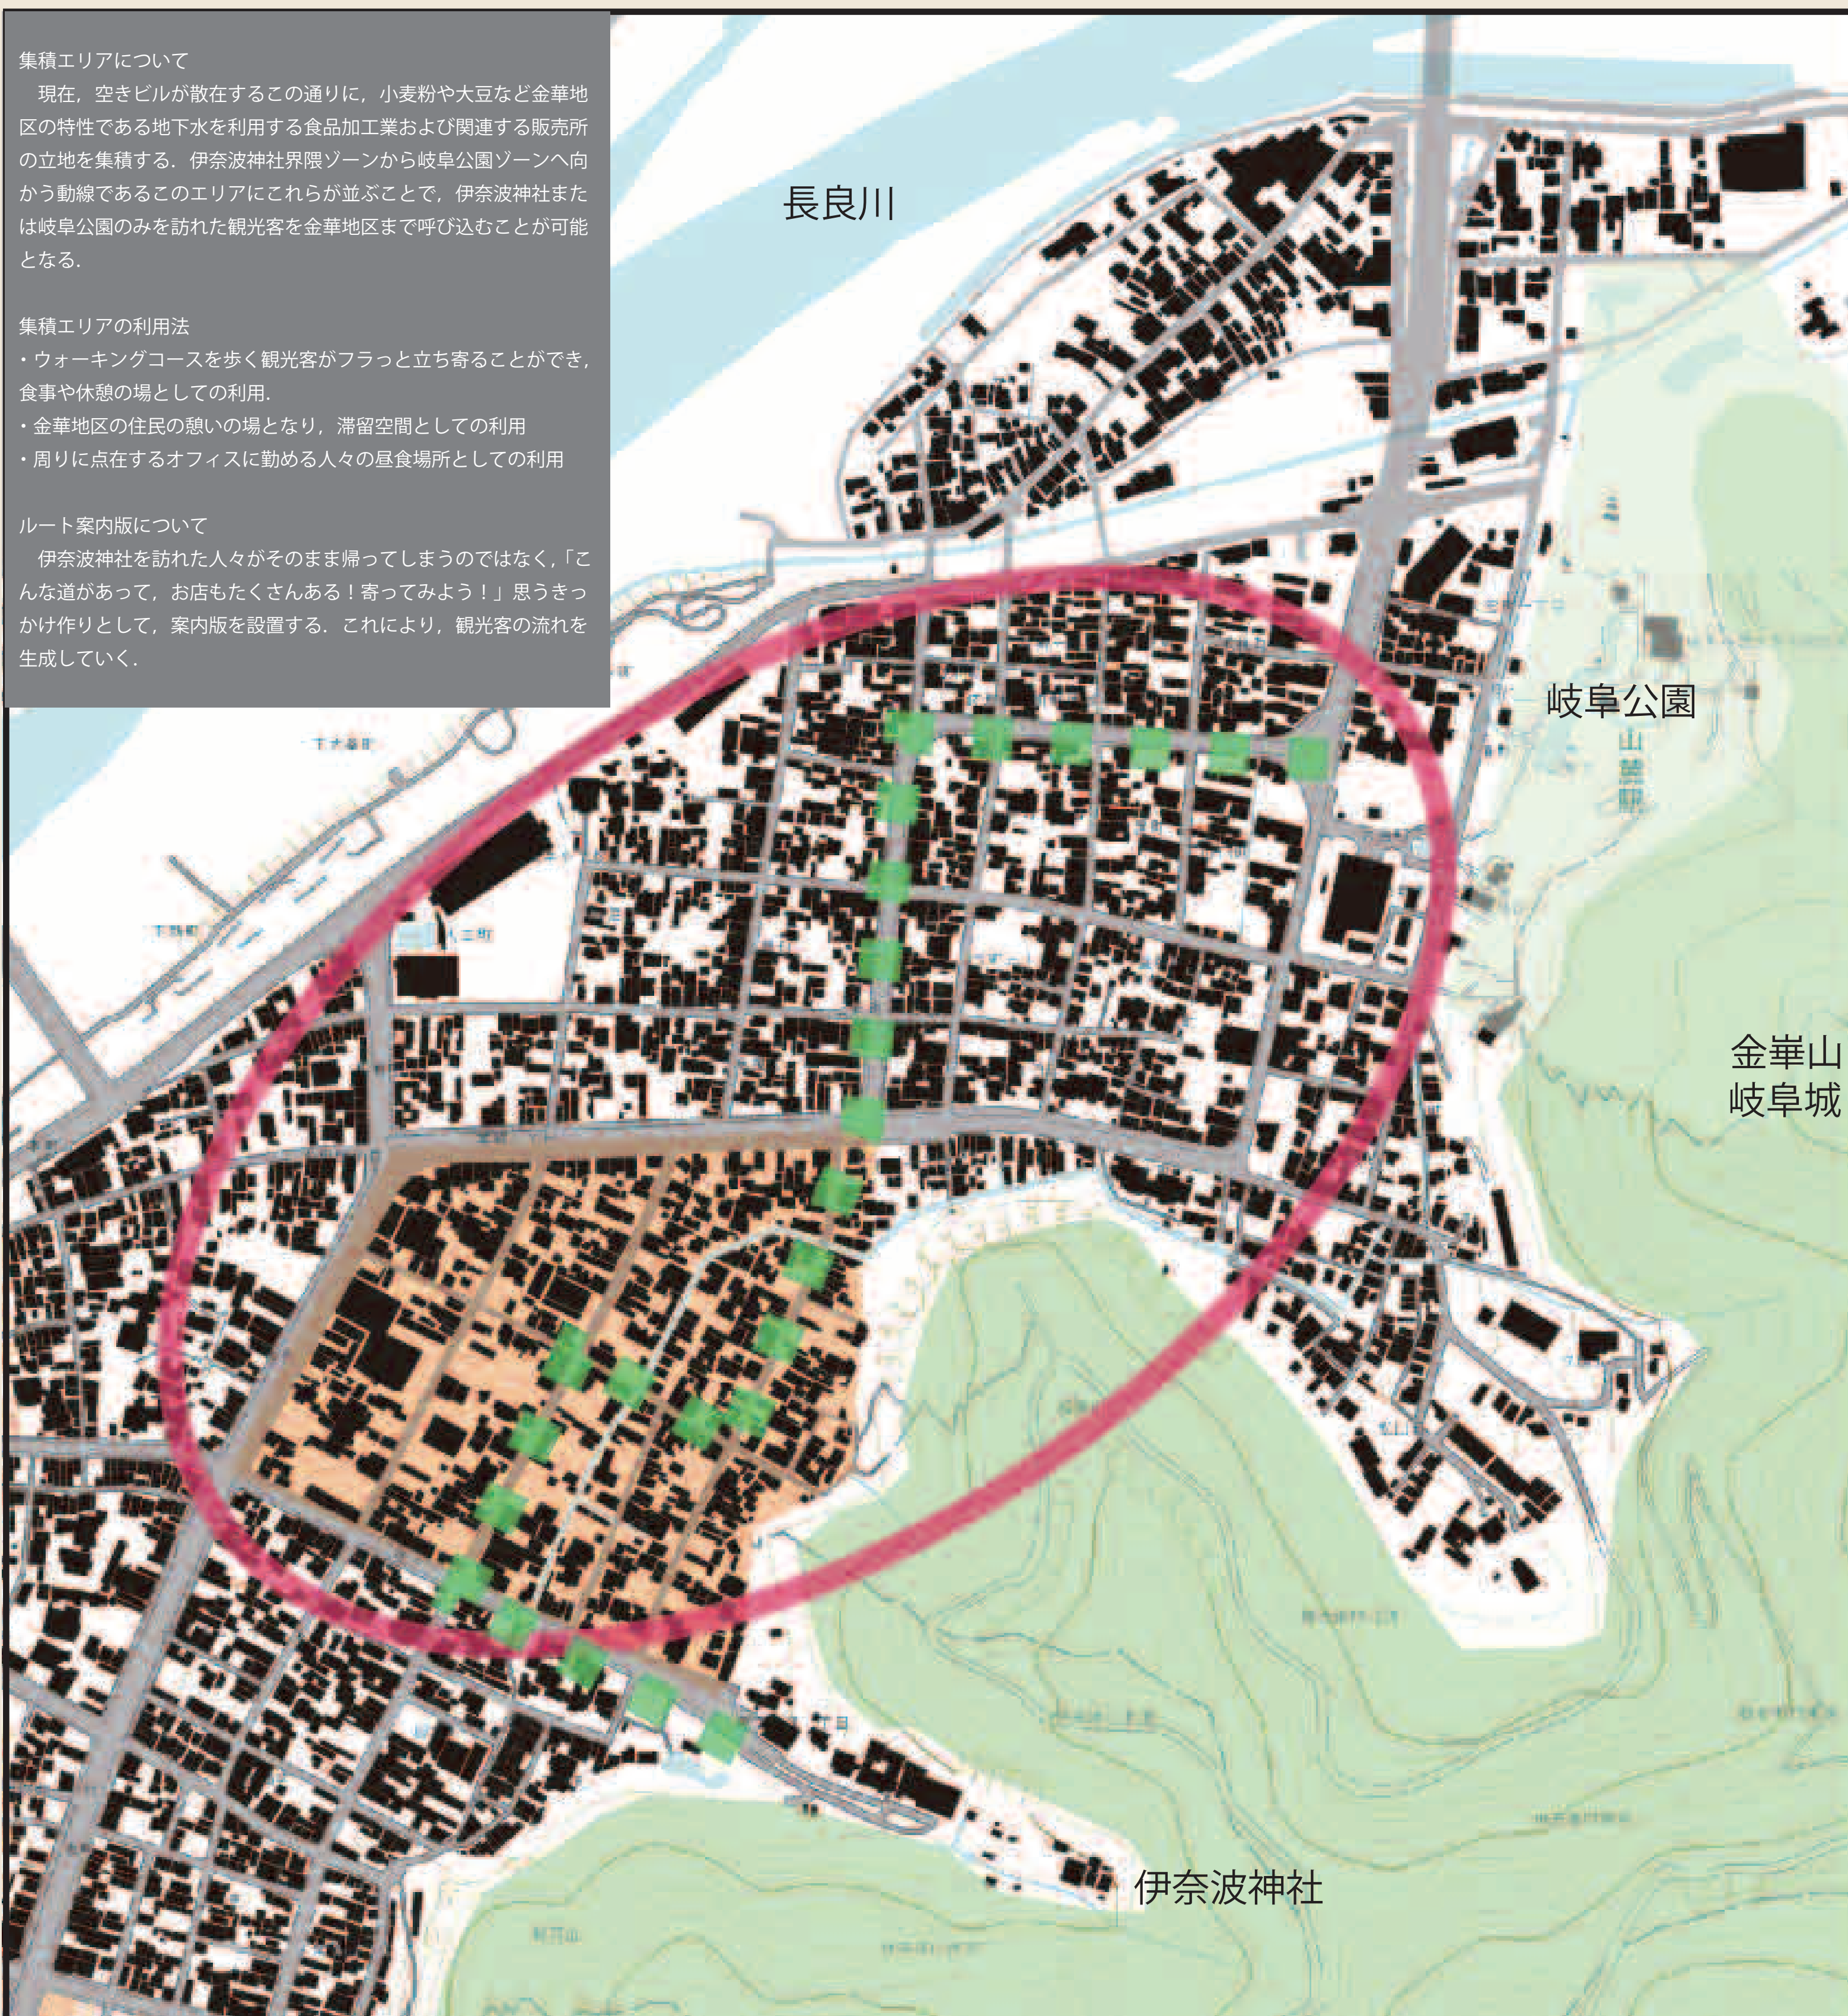 集積エリアについて
　現在，空きビルが散在するこの通りに，小麦粉や大豆など金華地
区の特性である地下水を利用する食品加工業および関連する販売所
の立地を集積する．伊奈波神社界隈ゾーンから岐阜公園ゾーンへ向
かう動線であるこのエリアにこれらが並ぶことで，伊奈波神社また
は岐阜公園のみを訪れた観光客を金華地区まで呼び込むことが可能
となる．
集積エリアの利用法
・ウォーキングコースを歩く観光客がフラっと立ち寄ることができ，
食事や休憩の場としての利用．
・金華地区の住民の憩いの場となり，滞留空間としての利用
・周りに点在するオフィスに勤める人々の昼食場所としての利用
ルート案内版について
　伊奈波神社を訪れた人々がそのまま帰ってしまうのではなく，「こ
んな道があって，お店もたくさんある！寄ってみよう！」思うきっ
かけ作りとして，案内版を設置する．これにより，観光客の流れを
生成していく．
長良川
岐阜公園
金崋山
岐阜城
伊奈波神社